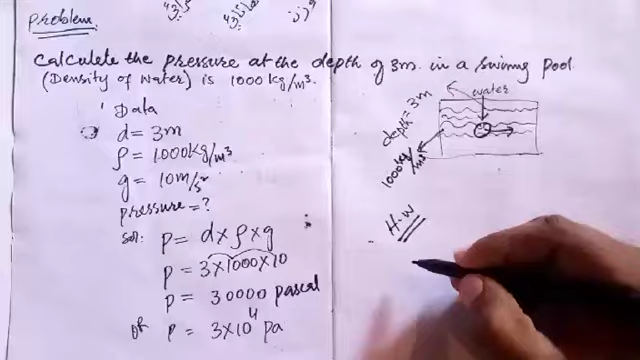 Problem
Calculate the pressure at the depth of 3m in a swimg pool.
(Density of water) is 1000 kg/m³.
Data
d = 3m
ρ = 1000kg/m³
g = 10m/s²
pressure = ?
Sol: P = d×ρ×g
P = 3×1000×10
P = 30000 pascal
or P = 3×10⁴ Pa
water
depth = 3m
1000kg/m³
H.W